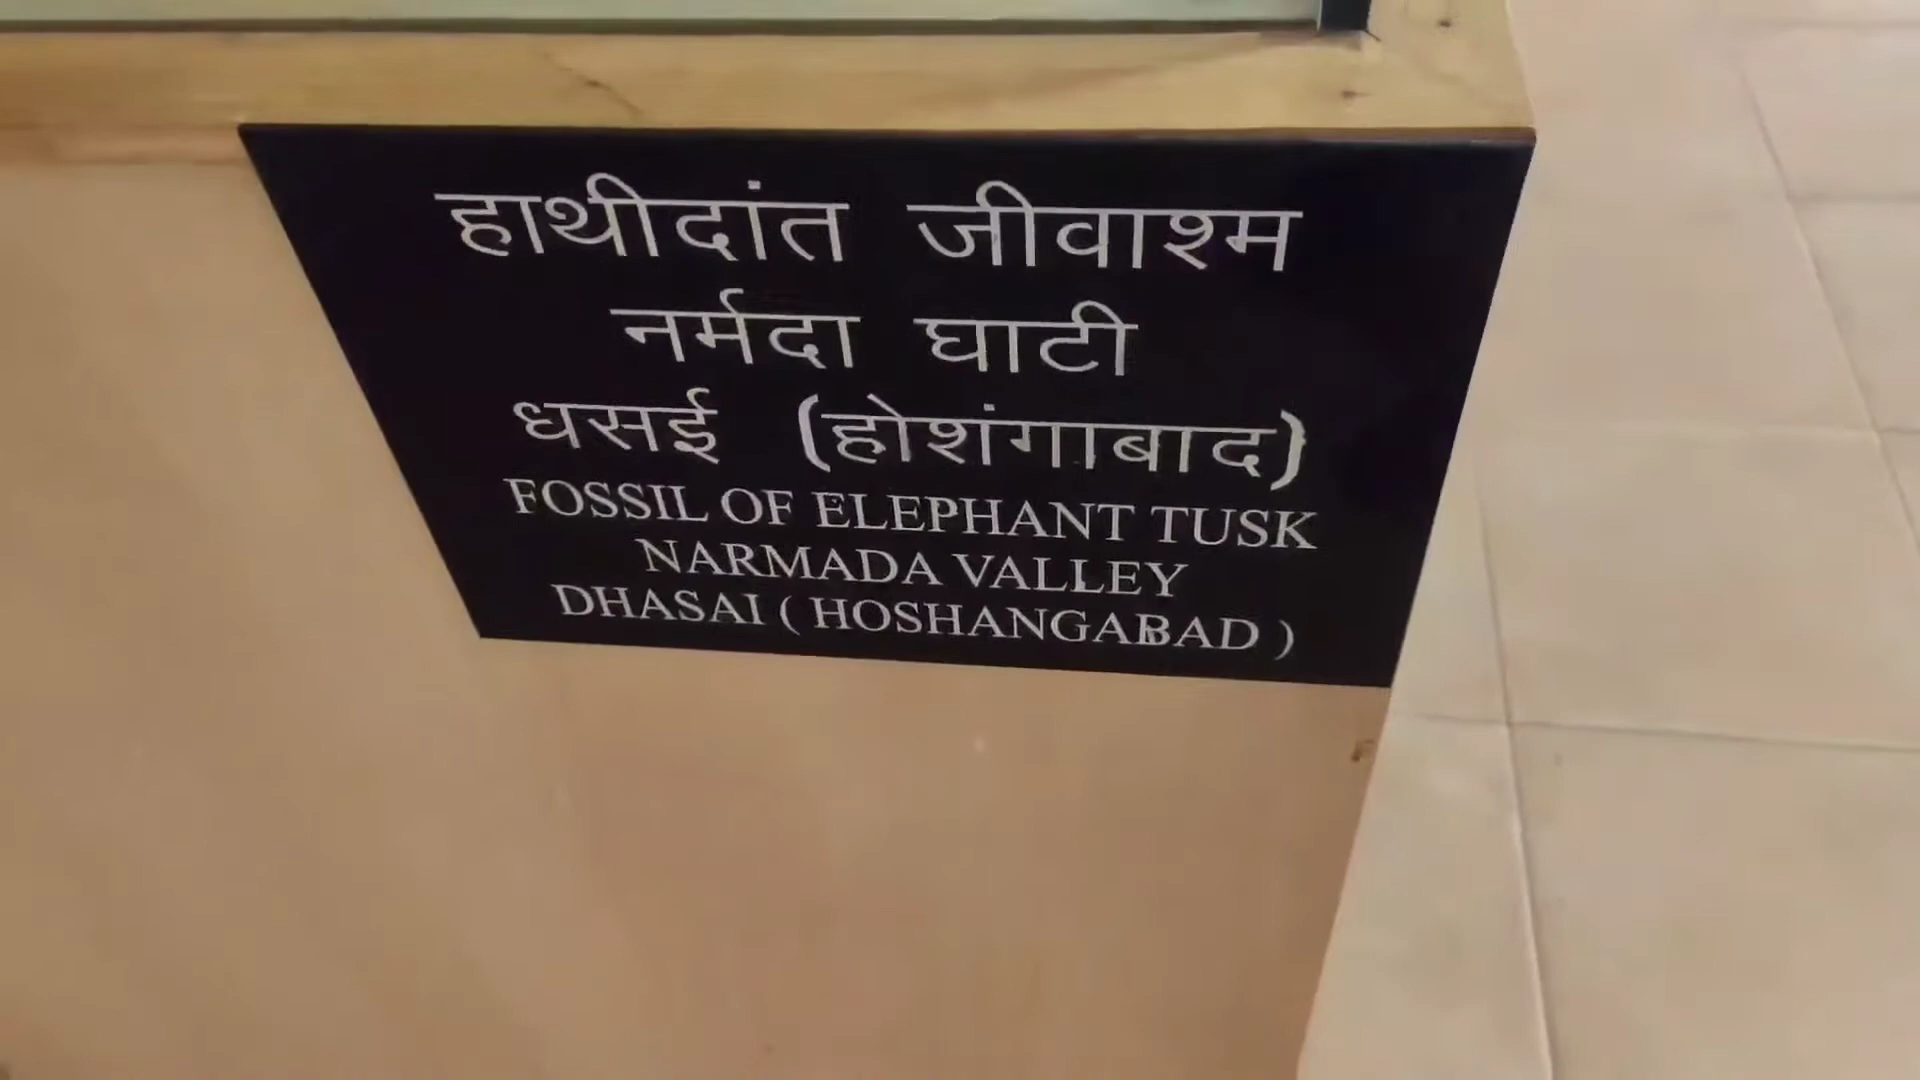 हाथीदांत जीवाश्म
नर्मदा घाटी
धसई (होशंगाबाद)
FOSSIL OF ELEPHANT TUSK
NARMADA VALLEY
DHASAI ( HOSHANGABAD )